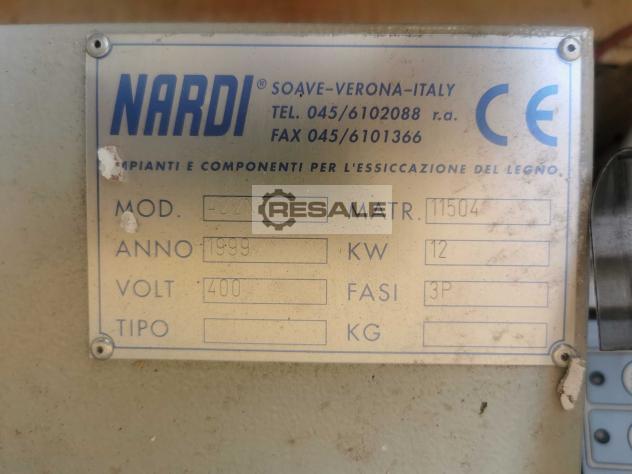 NARDI® SOAVE-VERONA-ITALY
TEL. 045/6102088 r.a.
FAX 045/6101366
CE
IMPIANTI E COMPONENTI PER L'ESSICCAZIONE DEL LEGNO
MOD. MATR. 11504
RESALE
ANNO 1999 KW 12
VOLT 400 FASI 3P
TIPO KG